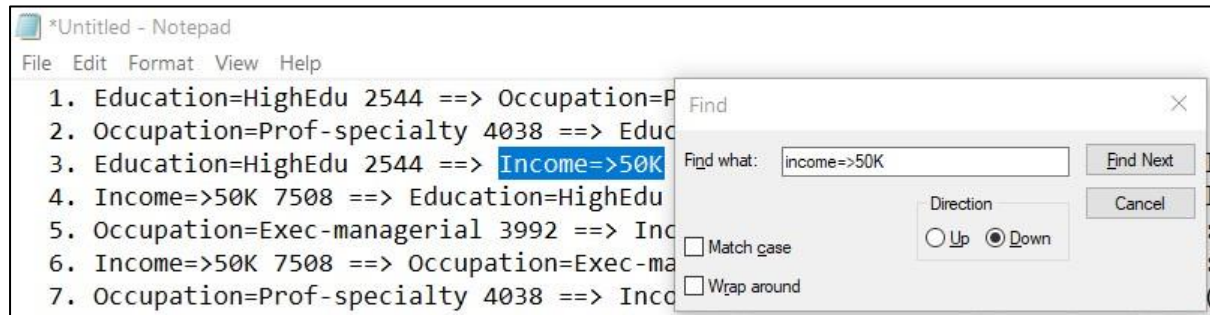 *Untitled - Notepad
File Edit Format View Help
1. Education=HighEdu 2544 ==> Occupation=P
2. Occupation=Prof-specialty 4038 ==> Educ
3. Education=HighEdu 2544 ==> Income=>50K
4. Income=>50K 7508 ==> Education=HighEdu
5. Occupation=Exec-managerial 3992 ==> Inc
6. Income=>50K 7508 ==> Occupation=Exec-ma
7. Occupation=Prof-specialty 4038 ==> Inco
Find
Find what: income=>50K Find Next
Direction Cancel
Up Down
Match case
Wrap around